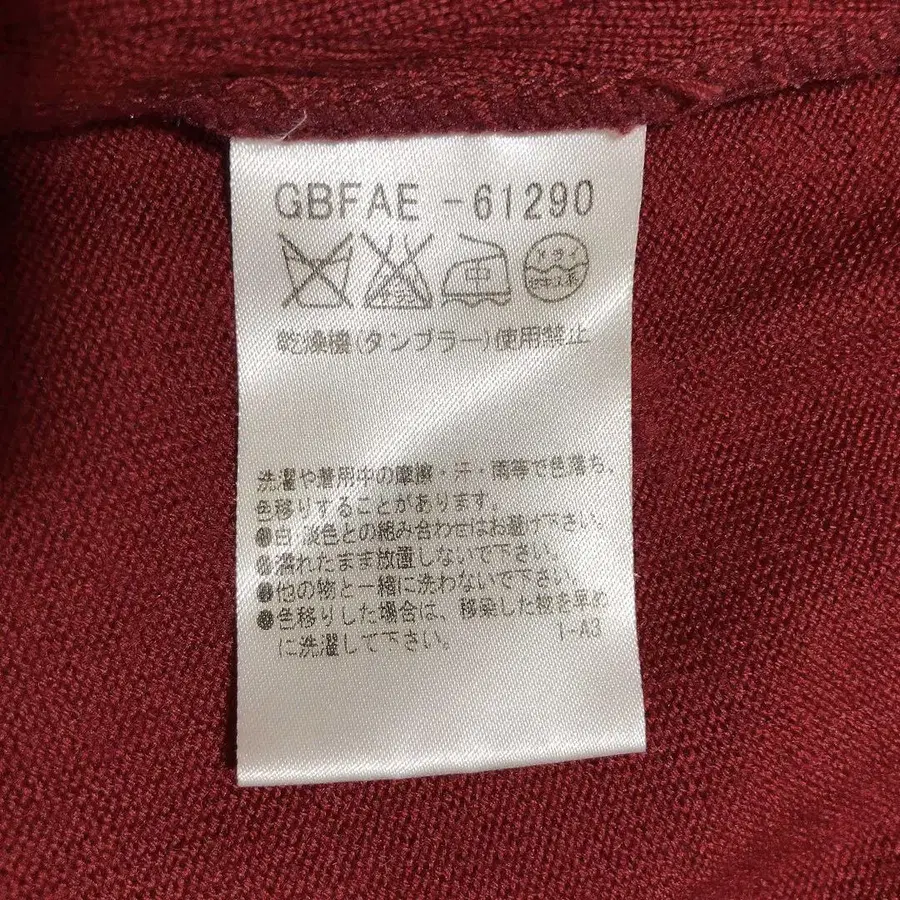 GBFAE -61290
乾燥機(タンブラー)使用禁止
洗濯や着用中の摩擦・汗・雨等で色落ち、
色移りすることがあります。
●白 淡色との組み合わせはお避け下さい。
●濡れたまま放置しないで下さい。
●他の物と一緒に洗わないで下さい。
●色移りした場合は、移染した物を早め
に洗濯して下さい。
I-A3